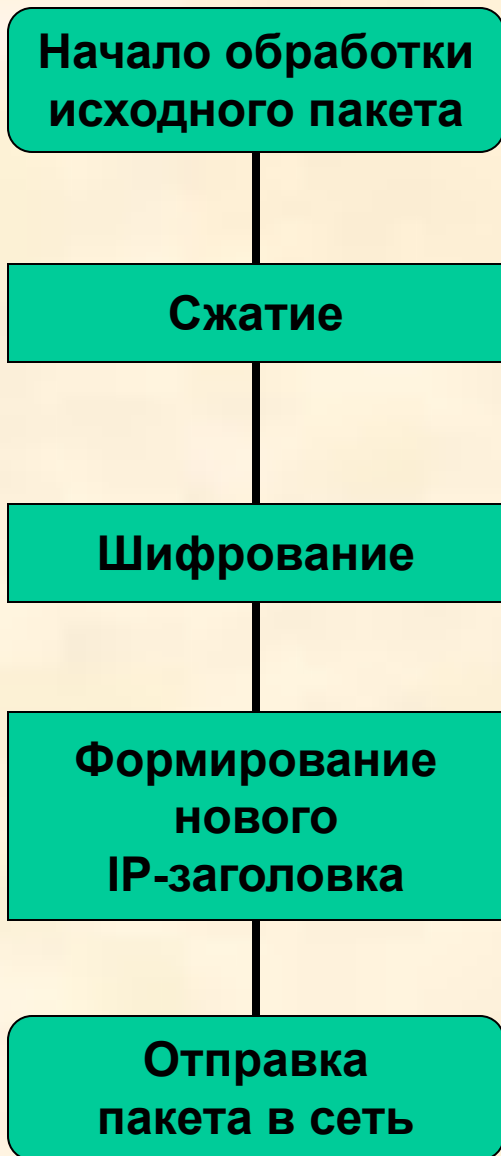 Начало обработки
исходного пакета
Сжатие
Шифрование
Формирование
нового
IP-заголовка
Отправка
пакета в сеть